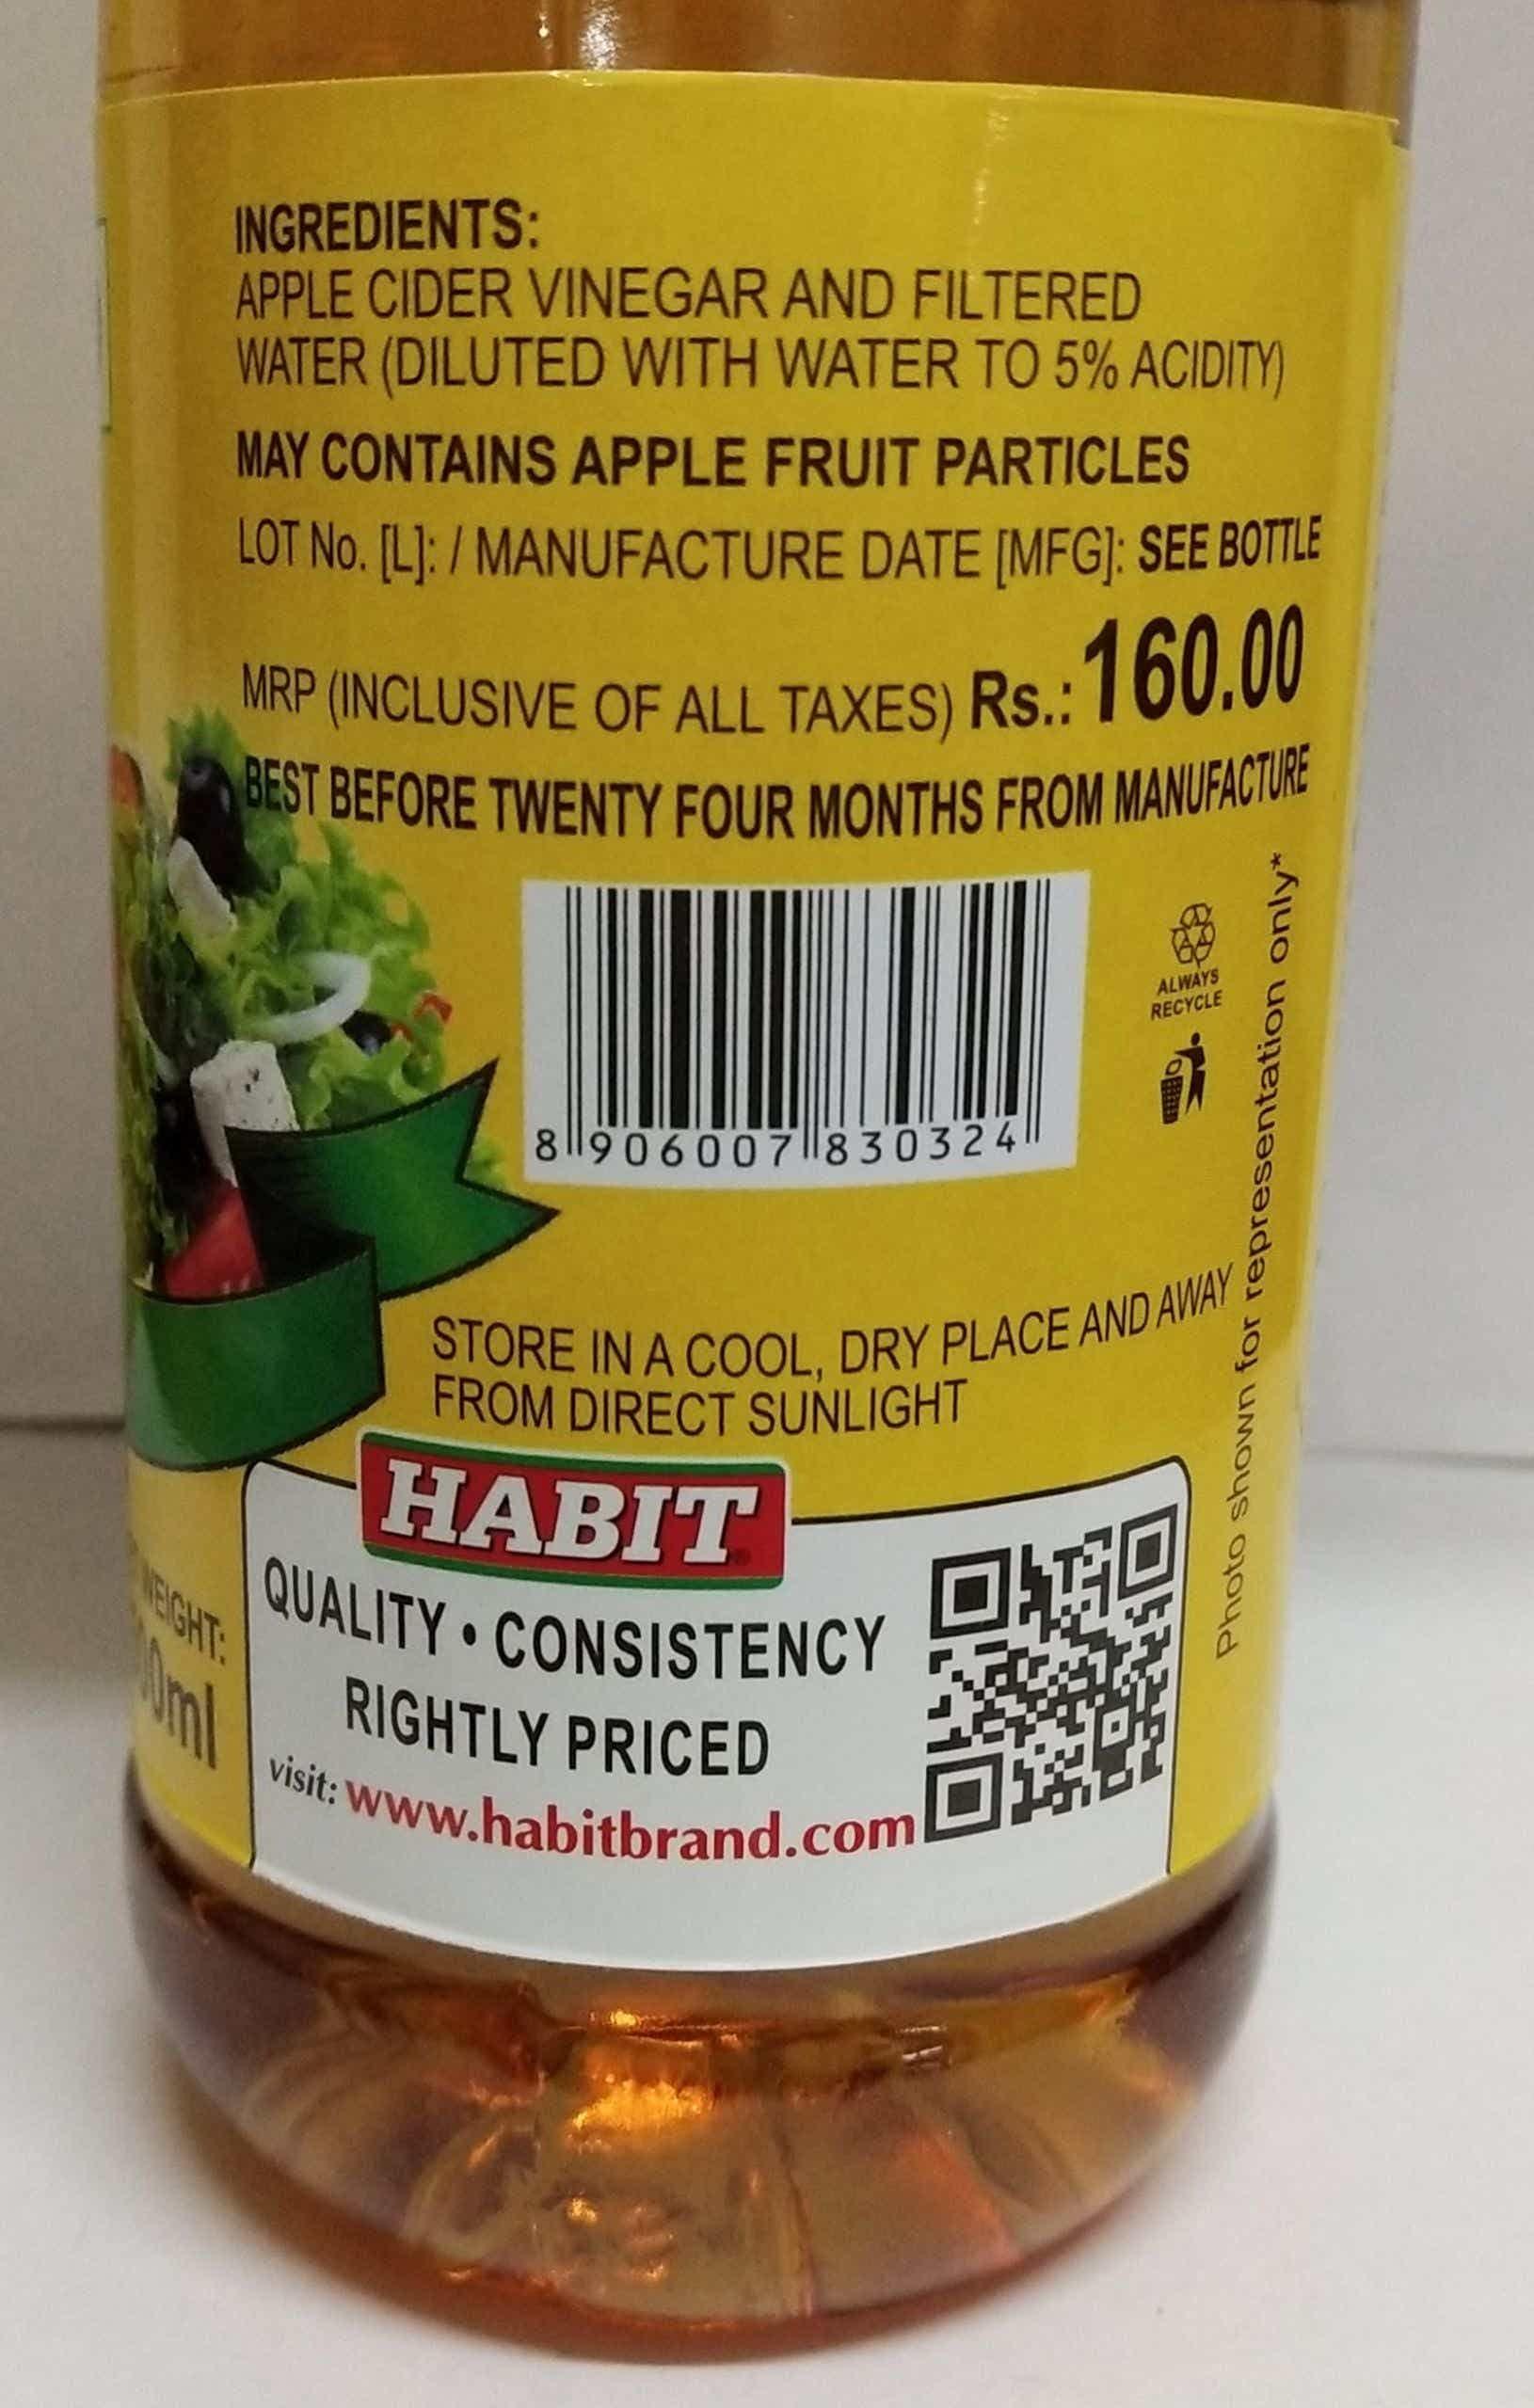 INGREDIENTS:
APPLE CIDER VINEGAR AND FILTERED
WATER (DILUTED WITH WATER TO 5% ACIDITY)
MAY CONTAINS APPLE FRUIT PARTICLES
LOT No. [L]: / MANUFACTURE DATE [MFG]: SEE BOTTLE
MRP (INCLUSIVE OF ALL TAXES) Rs.: 160.00
BEST BEFORE TWENTY FOUR MONTHS FROM MANUFACTURE
8 906007 830324
ALWAYS
RECYCLE
Photo shown for representation only*
STORE IN A COOL, DRY PLACE AND AWAY
FROM DIRECT SUNLIGHT
WEIGHT:
HABIT
QUALITY • CONSISTENCY
RIGHTLY PRICED
visit: www.habitbrand.com